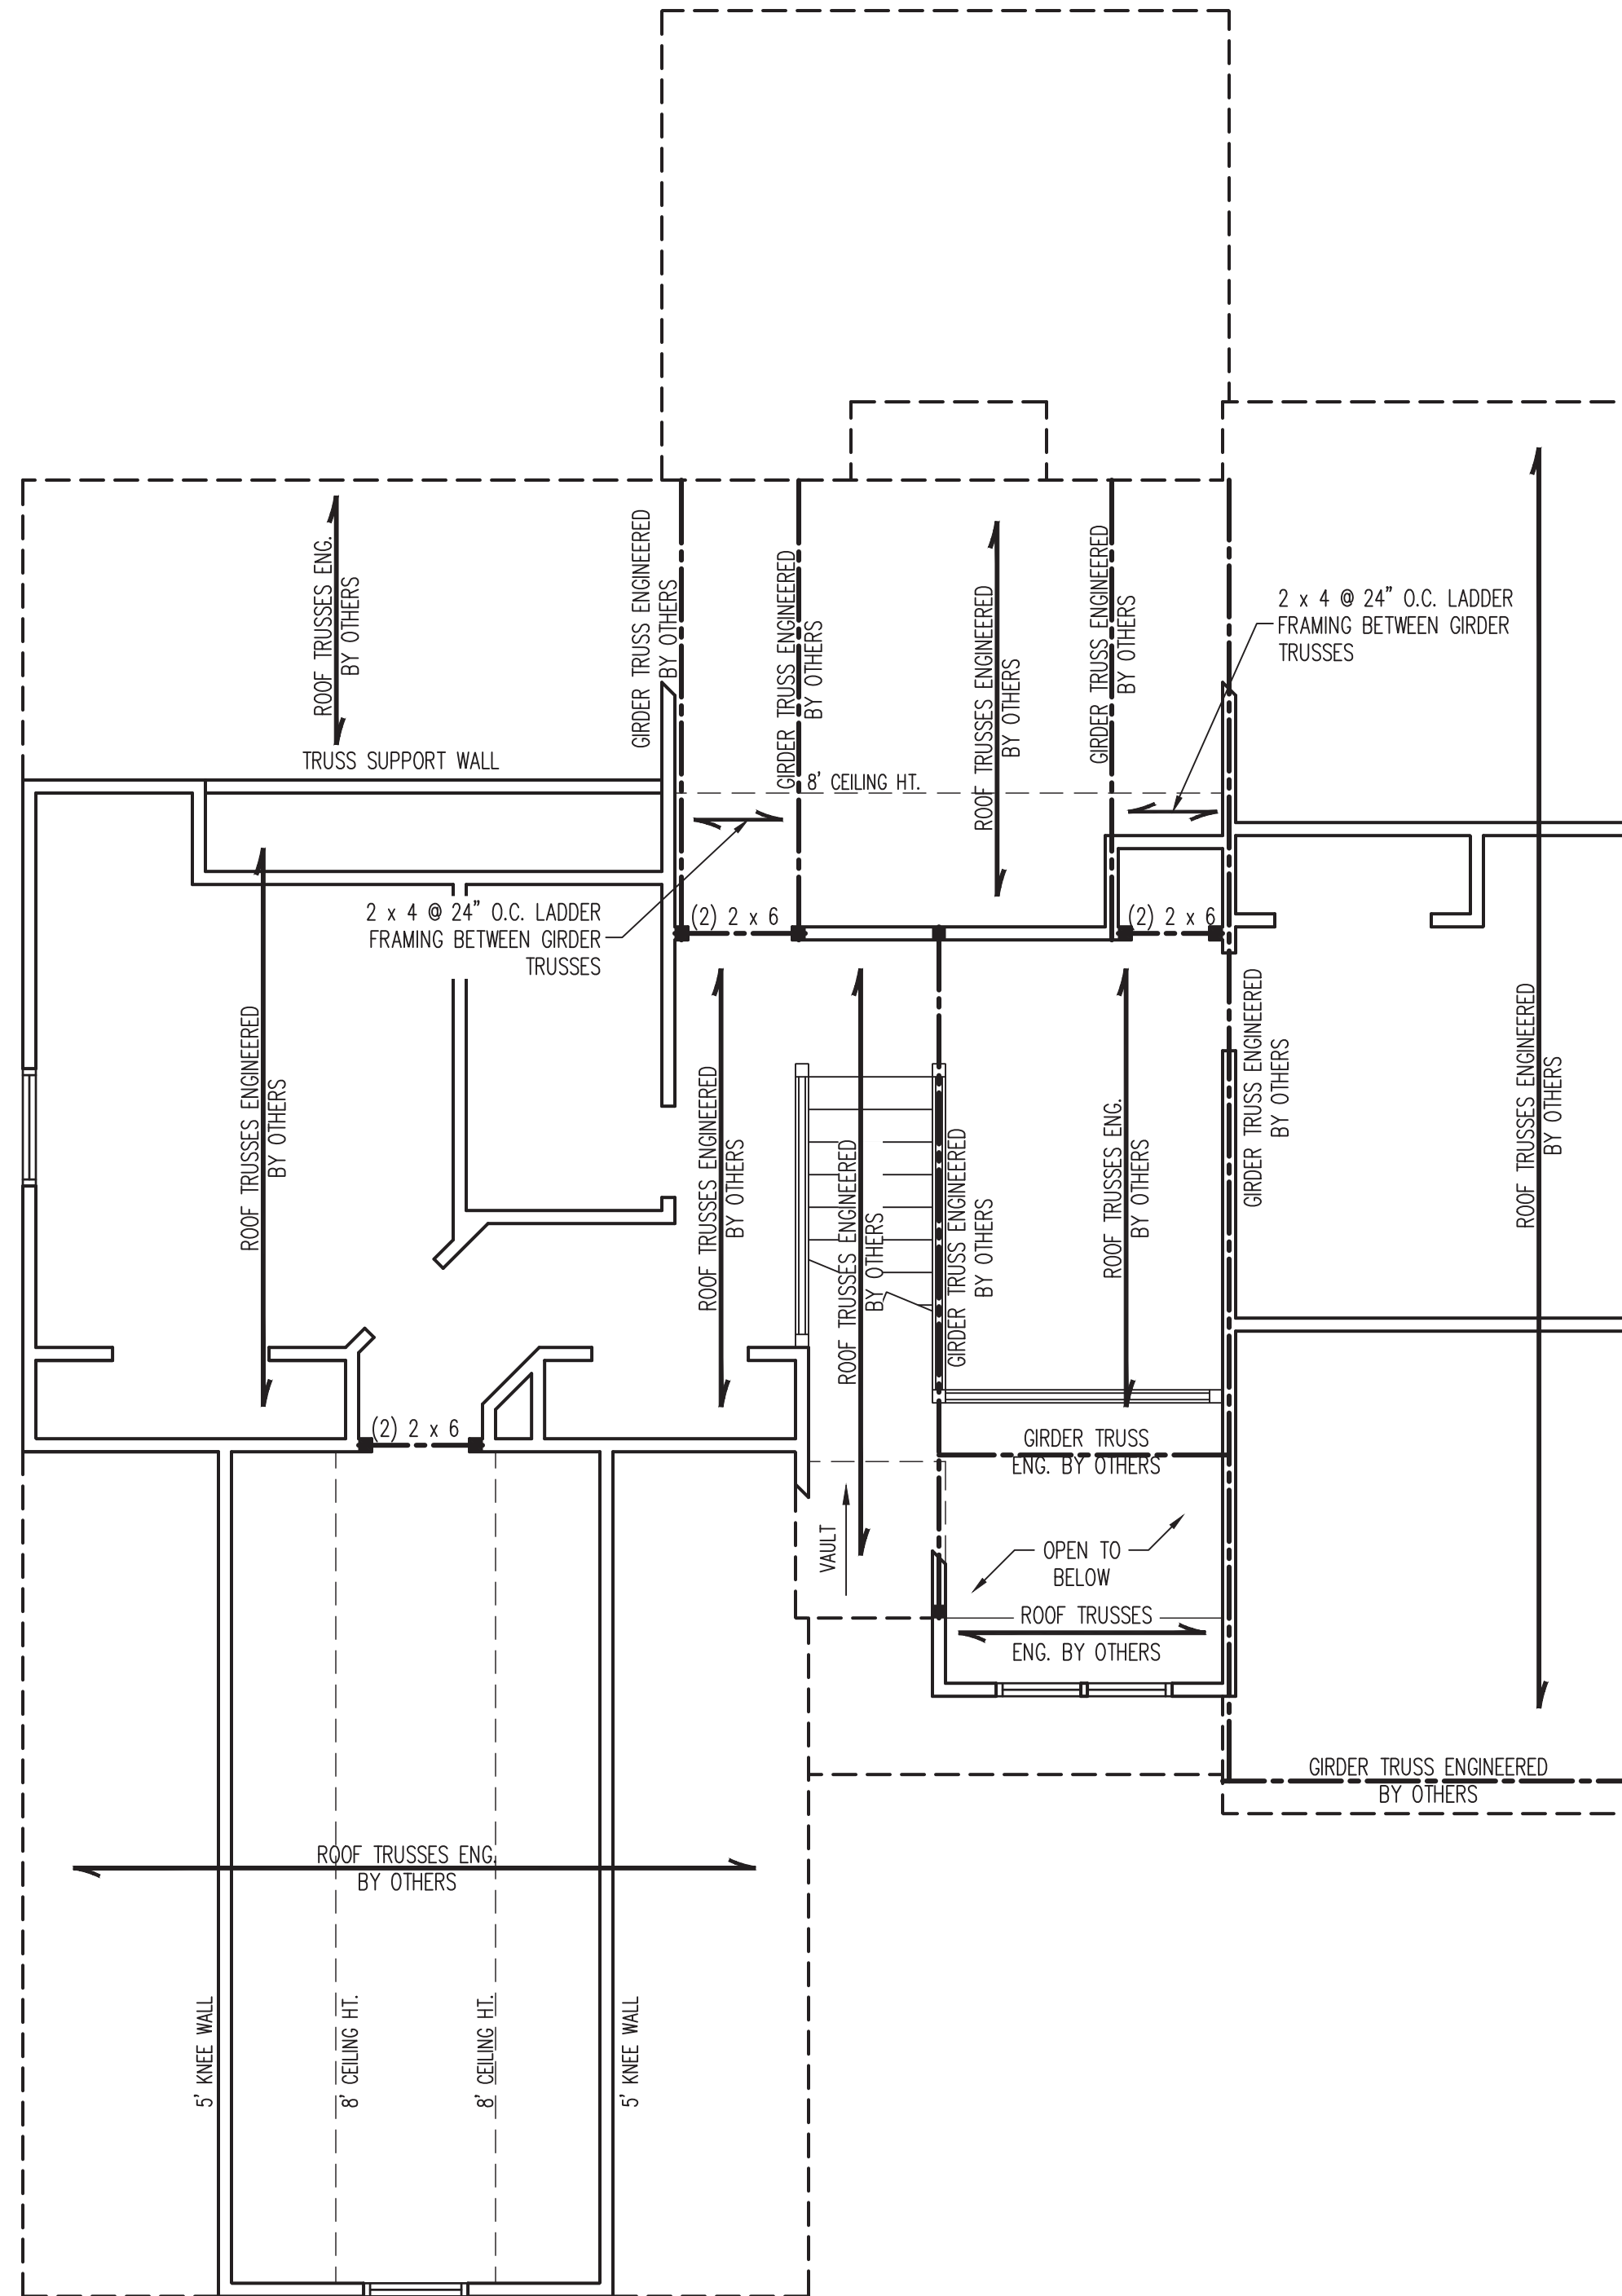 ROOF TRUSSES ENG.
BY OTHERS
TRUSS SUPPORT WALL
GIRDER TRUSS ENGINEERED
BY OTHERS
GIRDER TRUSS ENGINEERED
BY OTHERS
8' CEILING HT.
ROOF TRUSSES ENGINEERED
BY OTHERS
GIRDER TRUSS ENGINEERED
BY OTHERS
2 x 4 @ 24" O.C. LADDER
FRAMING BETWEEN GIRDER
TRUSSES
2 x 4 @ 24" O.C. LADDER
FRAMING BETWEEN GIRDER
TRUSSES
(2) 2 x 6
(2) 2 x 6
ROOF TRUSSES ENGINEERED
BY OTHERS
ROOF TRUSSES ENGINEERED
BY OTHERS
ROOF TRUSSES ENGINEERED
BY OTHERS
GIRDER TRUSS ENGINEERED
BY OTHERS
ROOF TRUSSES ENG.
BY OTHERS
GIRDER TRUSS ENGINEERED
BY OTHERS
ROOF TRUSSES ENGINEERED
BY OTHERS
(2) 2 x 6
GIRDER TRUSS
ENG. BY OTHERS
VAULT
OPEN TO
BELOW
ROOF TRUSSES
ENG. BY OTHERS
GIRDER TRUSS ENGINEERED
BY OTHERS
ROOF TRUSSES ENG.
BY OTHERS
5' KNEE WALL
8' CEILING HT.
8' CEILING HT.
5' KNEE WALL